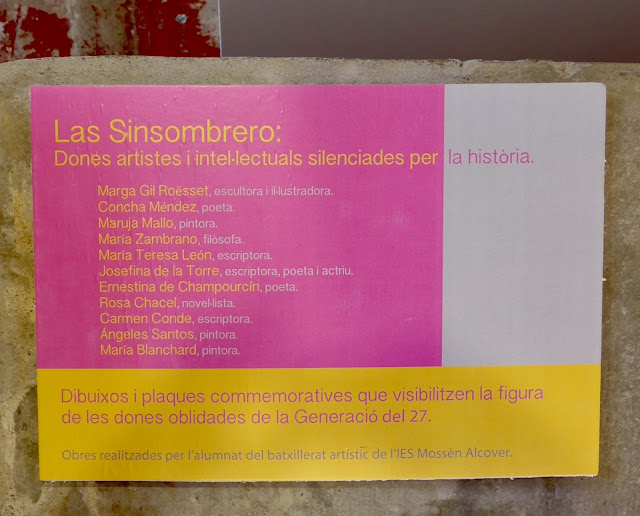 Las Sinsombrero:
Dones artistes i intel·lectuals silenciades per la història.
Marga Gil Roësset, escultora i il·lustradora.
Concha Méndez, poeta.
Maruja Mallo, pintora.
María Zambrano, filòsofa.
María Teresa León, escriptora.
Josefina de la Torre, escriptora, poeta i actriu.
Ernestina de Champourcín, poeta.
Rosa Chacel, novel·lista.
Carmen Conde, escriptora.
Ángeles Santos, pintora.
María Blanchard, pintora.
Dibuixos i plaques commemoratives que visibilitzen la figura
de les dones oblidades de la Generació del 27.
Obres realitzades per l'alumnat del batxillerat artístic de l'IES Mossèn Alcover.